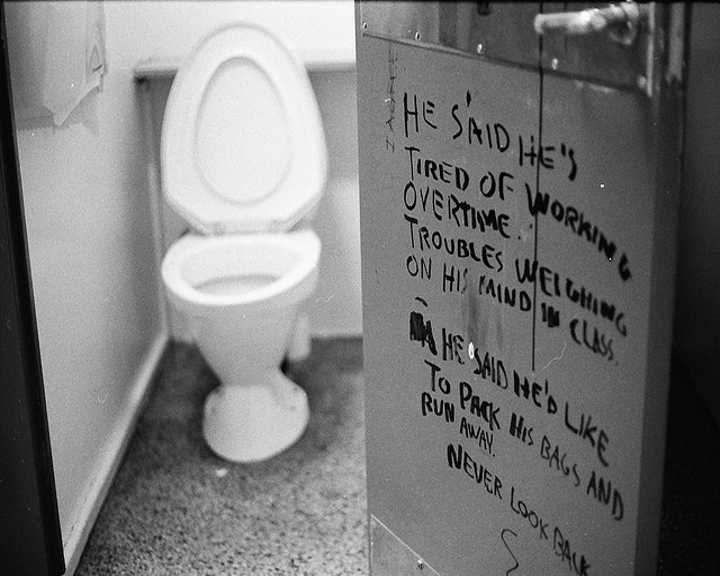 HE SAID HE'S
TIRED OF WORKING
OVERTIME.
TROUBLES WEIGHING
ON HIS MIND IN CLASS.
HE SAID HE'D LIKE
TO PACK HIS BAGS AND
RUN AWAY.
NEVER LOOK BACK